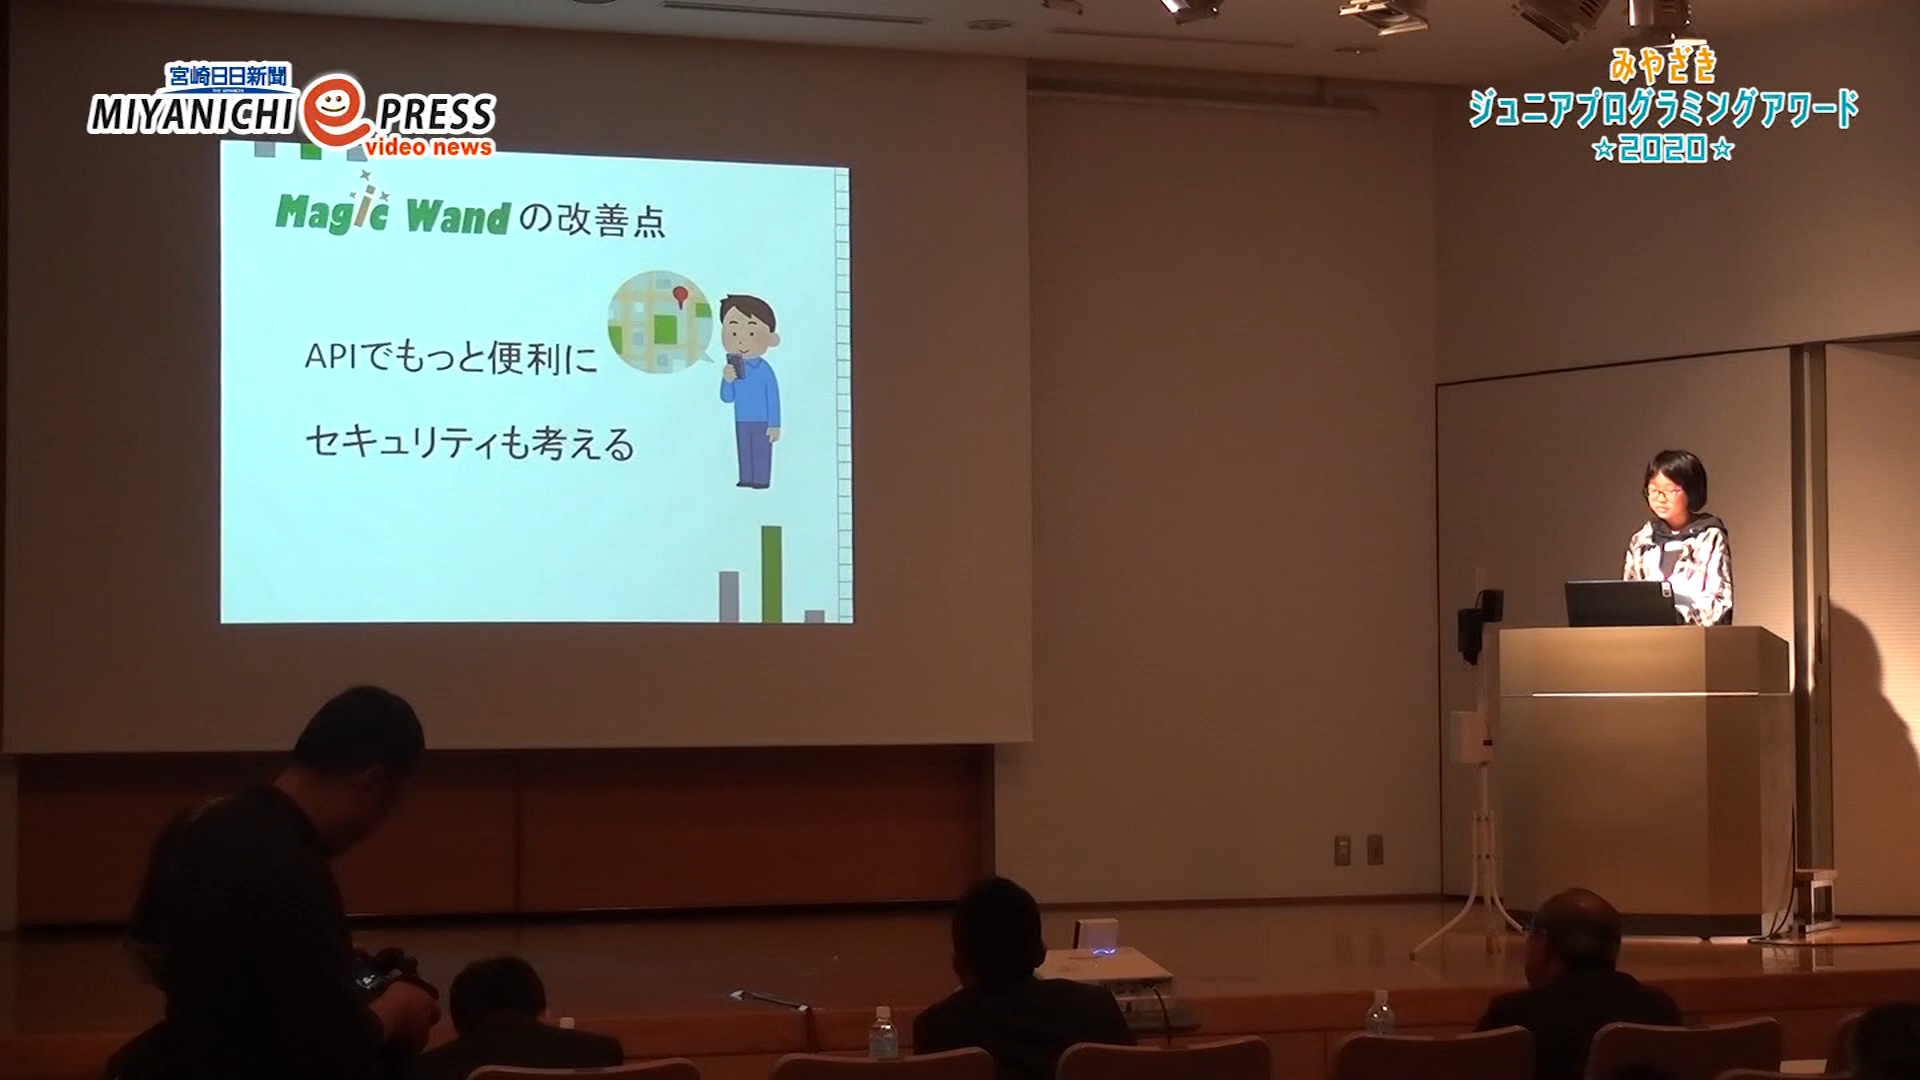 宮崎日日新聞
MIYANICHI e PRESS
video news
みやざき
ジュニアプログラミングアワード
☆2020☆
Magic Wand の改善点
APIでもっと便利に
セキュリティも考える